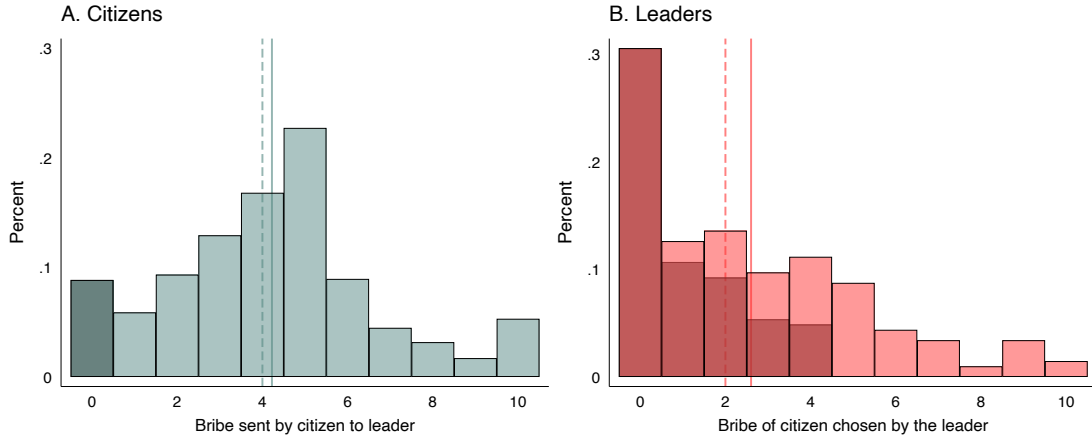 A. Citizens
Percent
.3
.2
.1
0
0 2 4 6 8 10
Bribe sent by citizen to leader
B. Leaders
Percent
.3
.2
.1
0
0 2 4 6 8 10
Bribe of citizen chosen by the leader